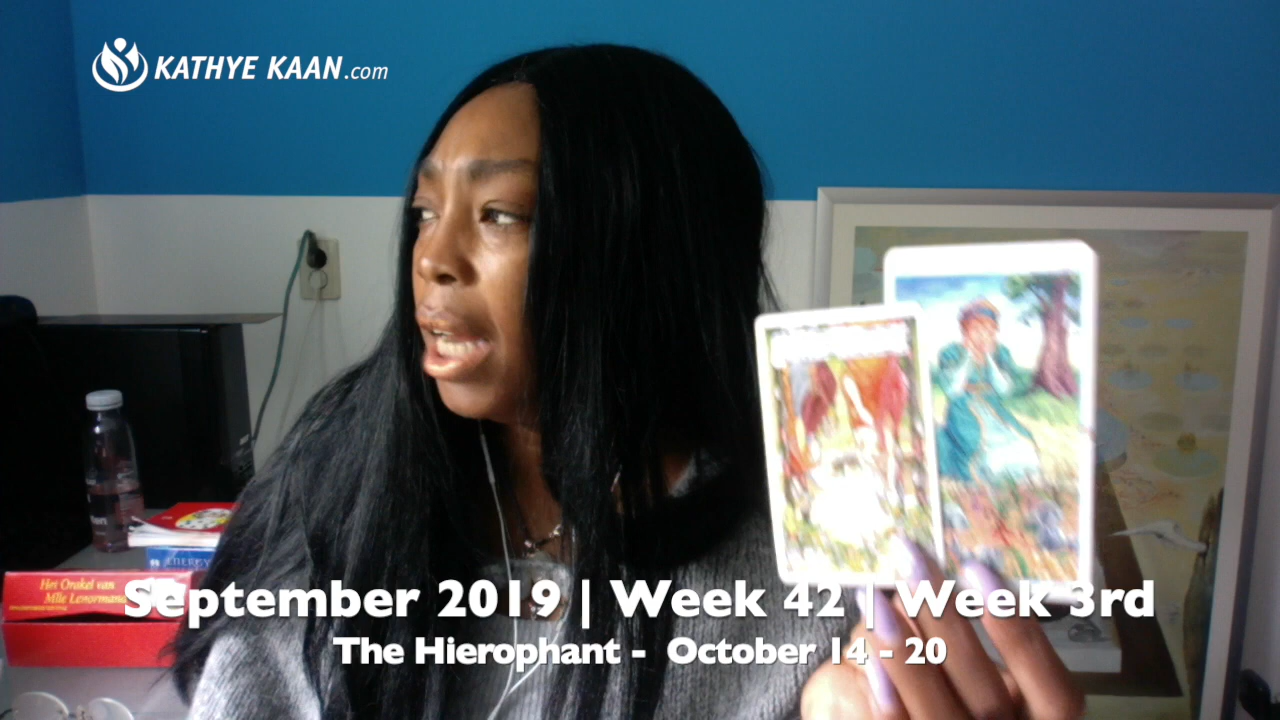 KATHYE KAAN.com
ENERGY
Het Orakel van
Mlle Lenormand
September 2019 | Week 42 | Week 3rd
The Hierophant - October 14 - 20